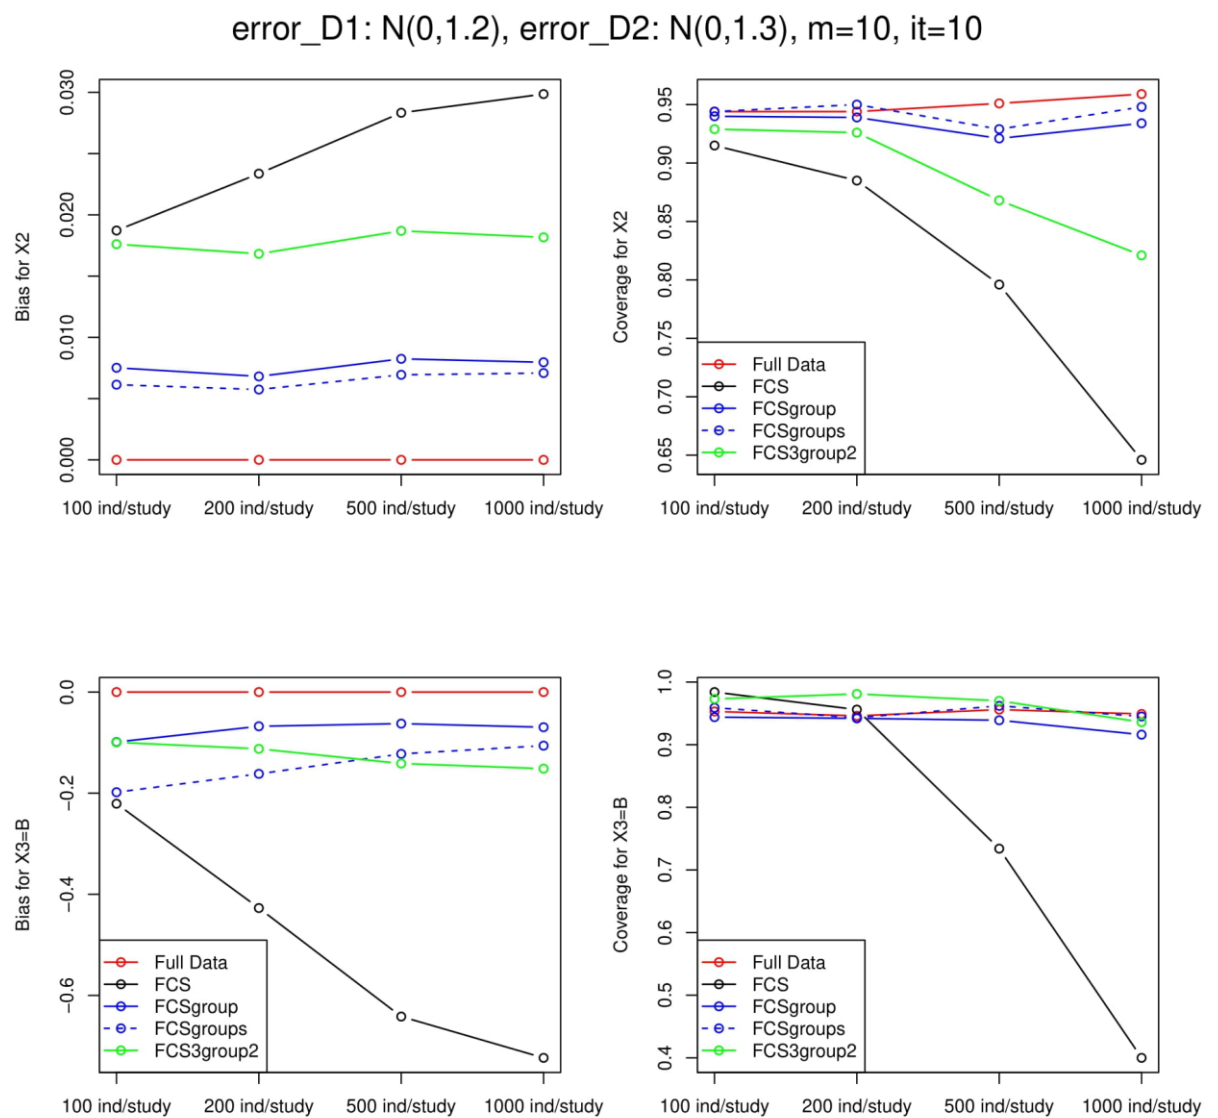 error_D1: N(0,1.2), error_D2: N(0,1.3), m=10, it=10
Bias for X2
0.030
0.020
0.010
0.000
100 ind/study
200 ind/study
500 ind/study
1000 ind/study
Coverage for X2
0.95
0.90
0.85
0.80
0.75
0.70
0.65
Full Data
FCS
FCSgroup
FCSgroups
FCS3group2
100 ind/study
200 ind/study
500 ind/study
1000 ind/study
Bias for X3=B
0.0
−0.2
−0.4
−0.6
Full Data
FCS
FCSgroup
FCSgroups
FCS3group2
100 ind/study
200 ind/study
500 ind/study
1000 ind/study
Coverage for X3=B
1.0
0.9
0.8
0.7
0.6
0.5
0.4
Full Data
FCS
FCSgroup
FCSgroups
FCS3group2
100 ind/study
200 ind/study
500 ind/study
1000 ind/study